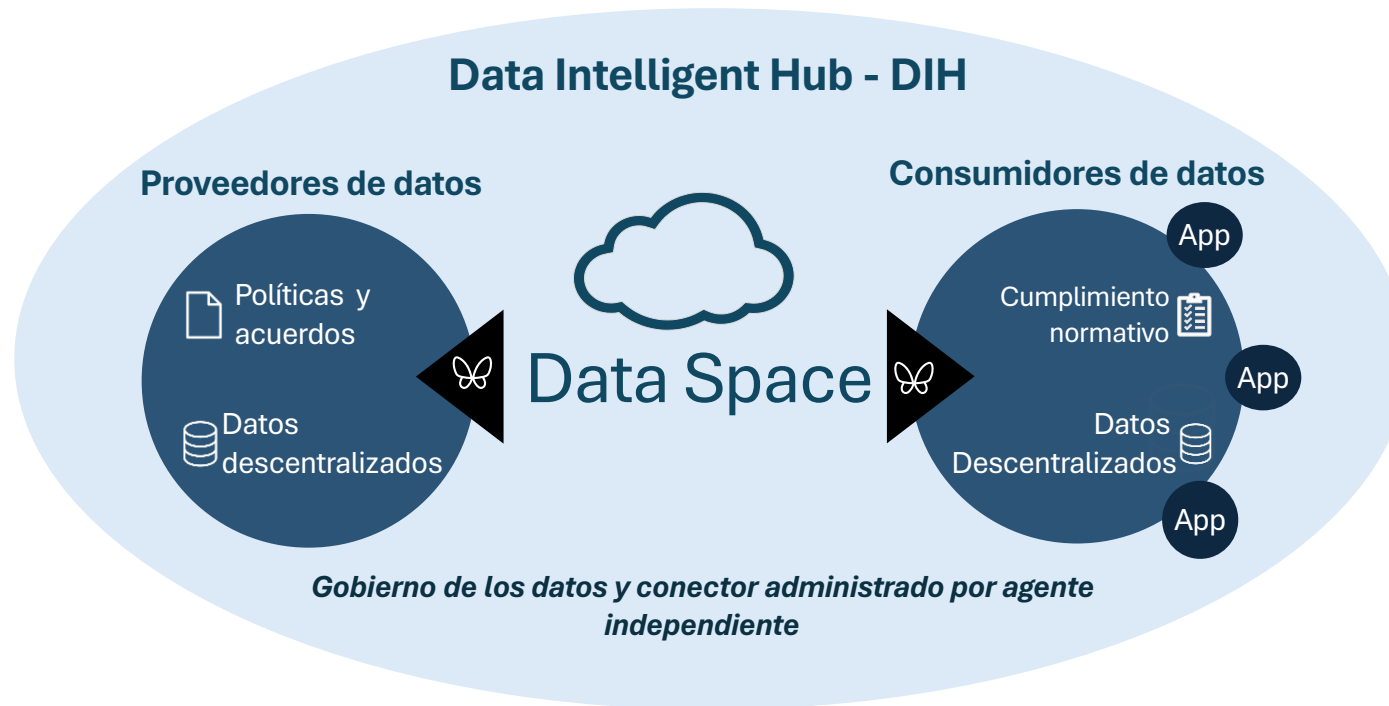 Data Intelligent Hub - DIH
Proveedores de datos
Consumidores de datos
Políticas y
acuerdos
Datos
descentralizados
Data Space
App
Cumplimiento
normativo
App
Datos
Descentralizados
App
Gobierno de los datos y conector administrado por agente
independiente